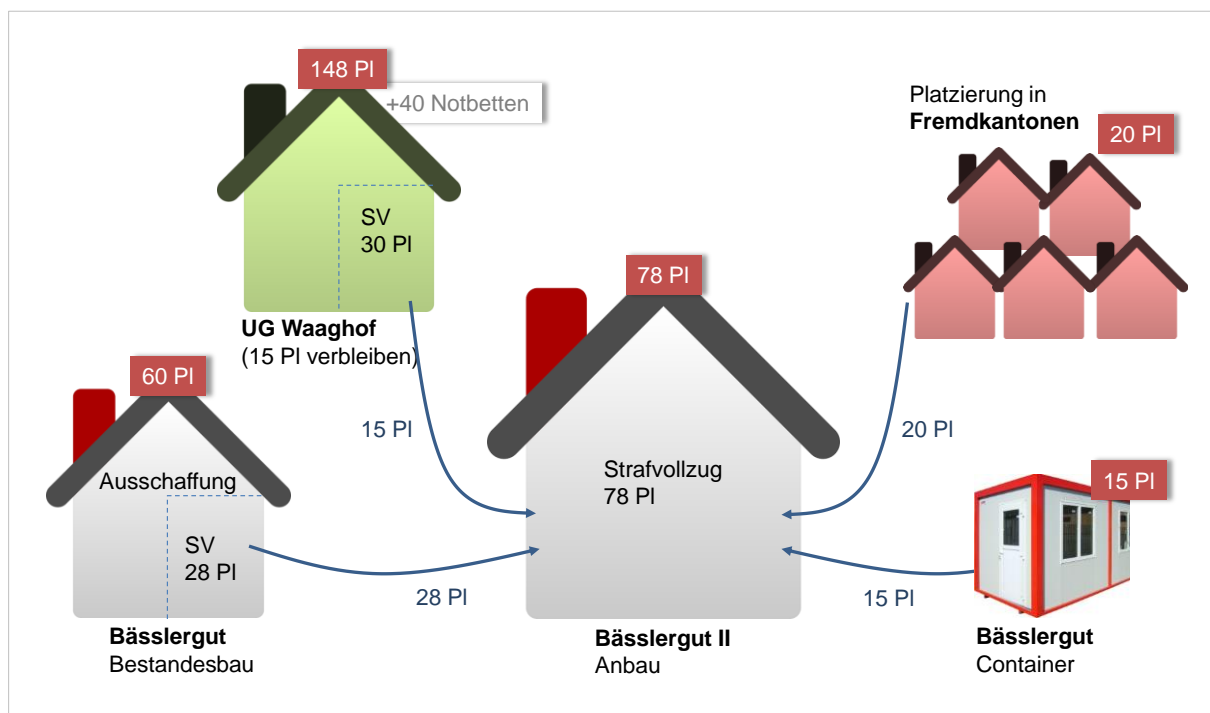 148 Pl
+40 Notbetten
SV
30 Pl
UG Waaghof
(15 Pl verbleiben)
Platzierung in
Fremdkantonen
20 Pl
60 Pl
Ausschaffung
SV
28 Pl
Bässlergut
Bestandesbau
15 Pl
28 Pl
78 Pl
Strafvollzug
78 Pl
Bässlergut II
Anbau
20 Pl
15 Pl
15 Pl
Bässlergut
Container